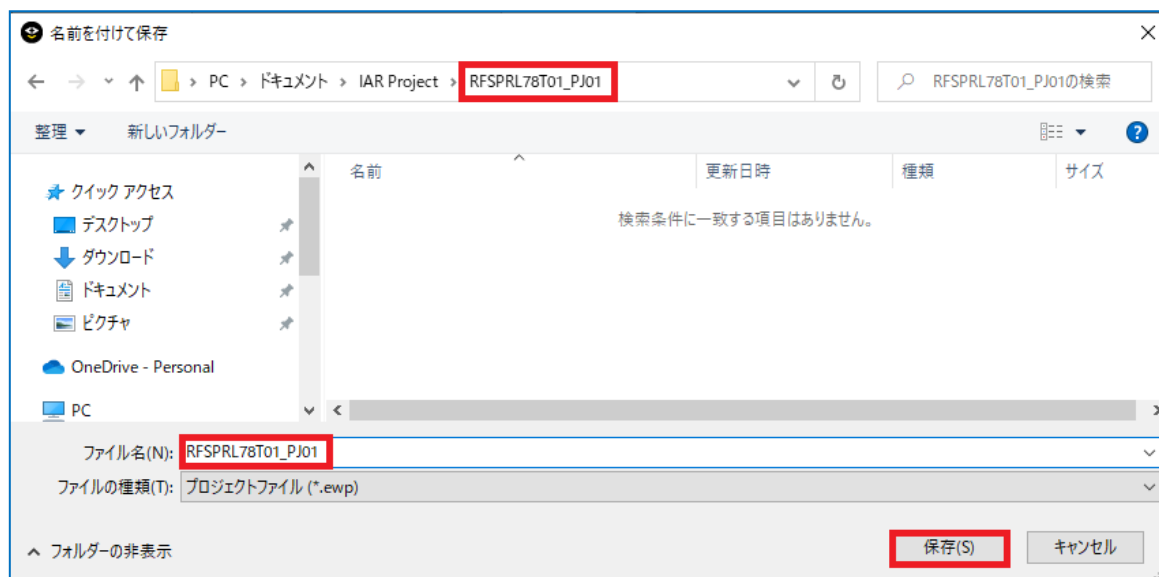 名前を付けて保存
PC > ドキュメント > IAR Project > RFSPRL78T01_PJ01
RFSPRL78T01_PJ01の検索
整理 新しいフォルダー
名前 更新日時 種類 サイズ
検索条件に一致する項目はありません。
クイック アクセス
デスクトップ
ダウンロード
ドキュメント
ピクチャ
OneDrive - Personal
PC
ファイル名(N): RFSPRL78T01_PJ01
ファイルの種類(T): プロジェクトファイル (*.ewp)
フォルダーの非表示
保存(S) キャンセル